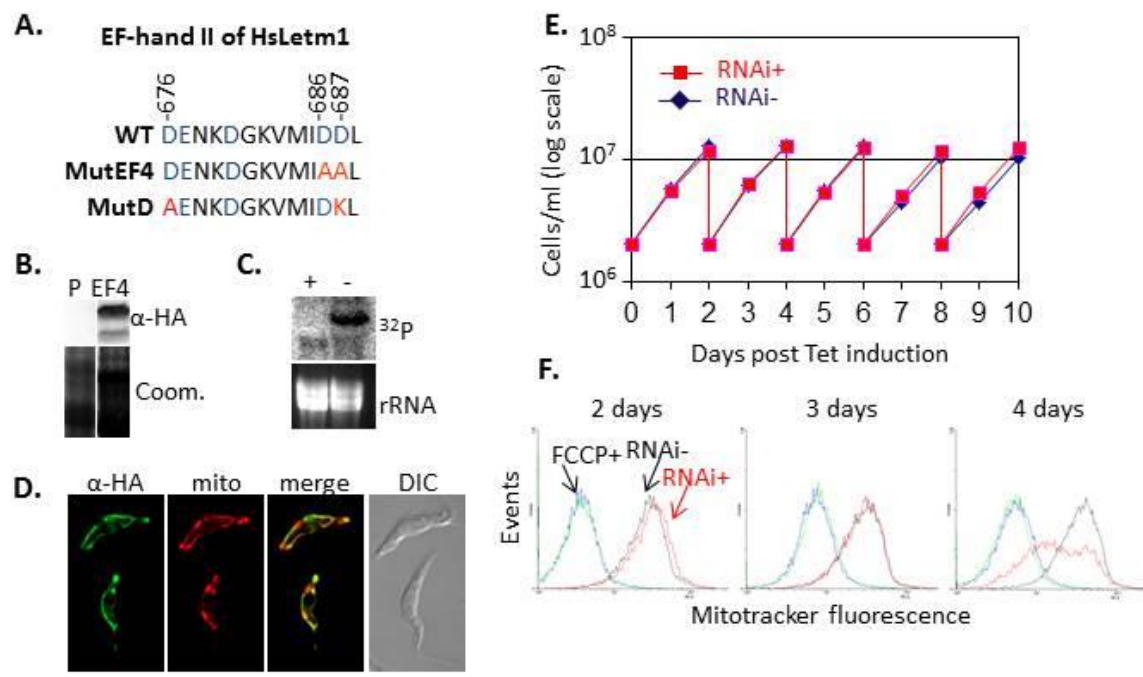 A.
EF-hand II of HsLetm1
-676
-686
-687
WT DENKDGKVMIDDL
MutEF4 DENKDGKVMIAAL
MutD AENKDGKVMIDKL
B.
P EF4
α-HA
Coom.
C.
+ -
32P
rRNA
D.
α-HA mito merge DIC
E.
Cells/ml (log scale)
10^8
10^7
10^6
RNAi+
RNAi-
0 1 2 3 4 5 6 7 8 9 10
Days post Tet induction
F.
2 days 3 days 4 days
FCCP+ RNAi- RNAi+
Events
Mitotracker fluorescence